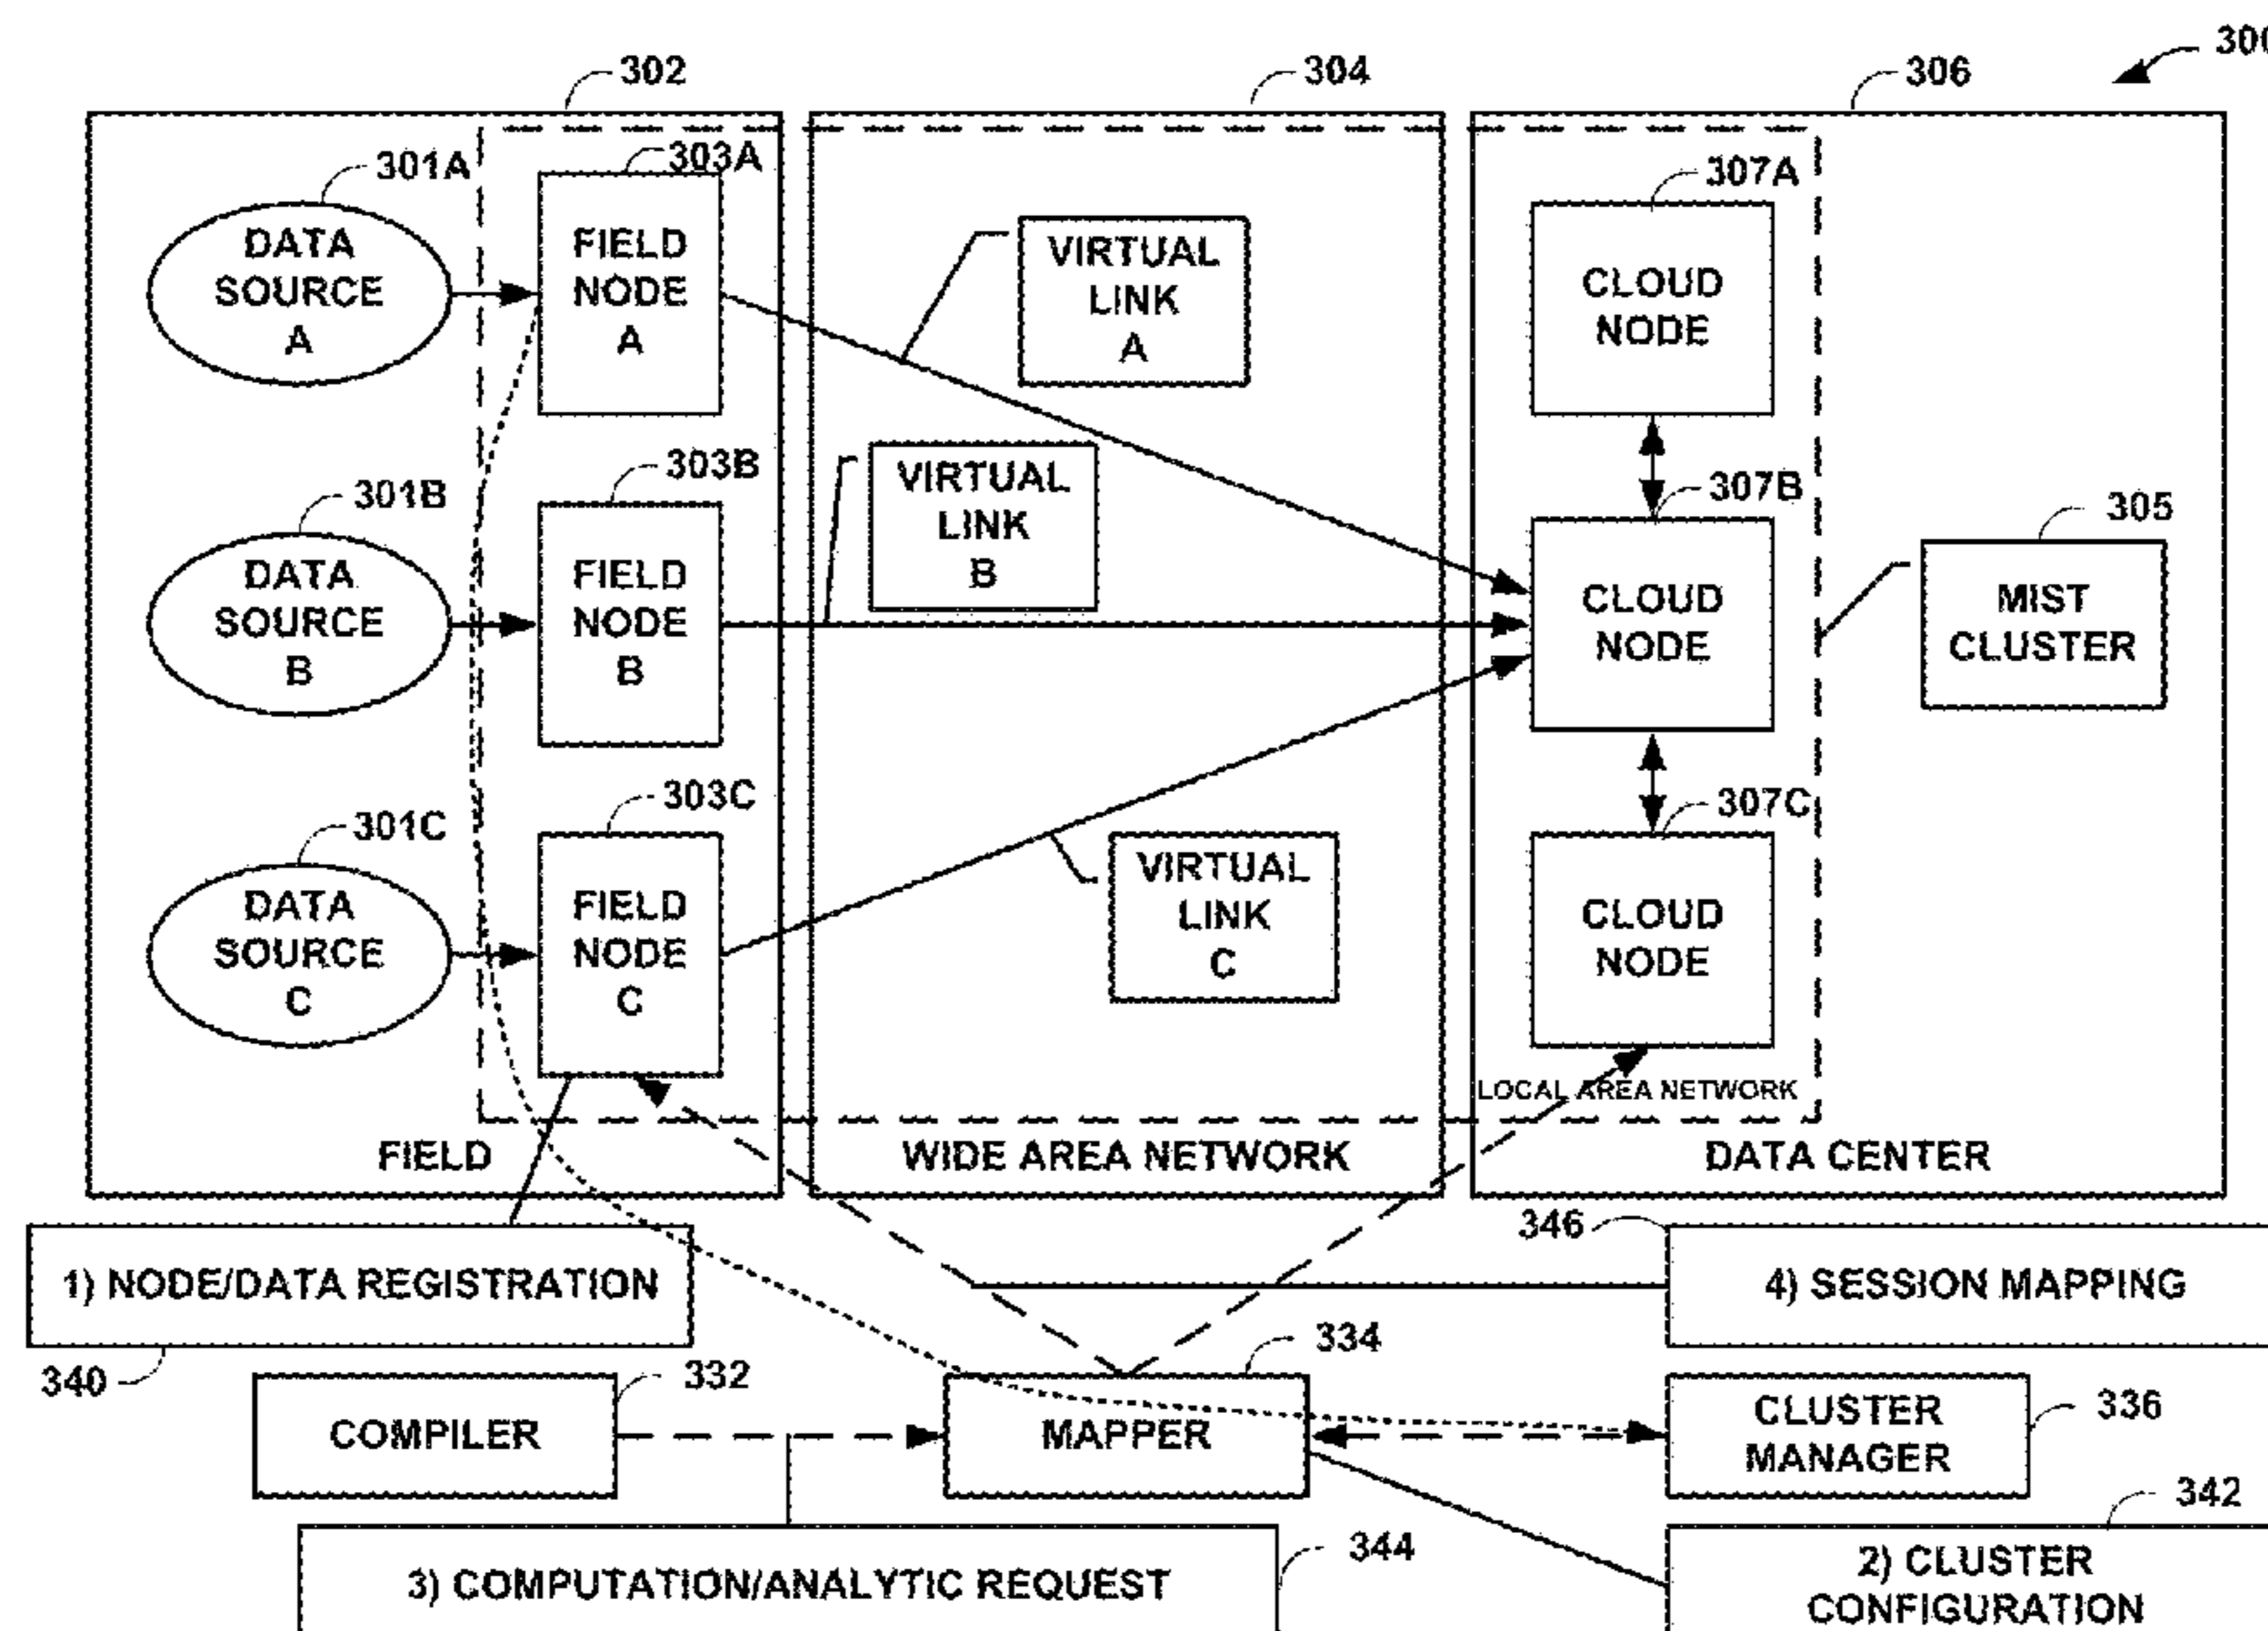 300
302
304
306
301A
303A
307A
DATA
SOURCE
A
FIELD
NODE
A
VIRTUAL
LINK
A
CLOUD
NODE
301B
303B
307B
305
DATA
SOURCE
B
FIELD
NODE
B
VIRTUAL
LINK
B
CLOUD
NODE
MIST
CLUSTER
301C
303C
307C
DATA
SOURCE
C
FIELD
NODE
C
VIRTUAL
LINK
C
CLOUD
NODE
LOCAL AREA NETWORK
FIELD
WIDE AREA NETWORK
DATA CENTER
346
1) NODE/DATA REGISTRATION
4) SESSION MAPPING
340
332
334
336
COMPILER
MAPPER
CLUSTER
MANAGER
342
344
3) COMPUTATION/ANALYTIC REQUEST
2) CLUSTER
CONFIGURATION